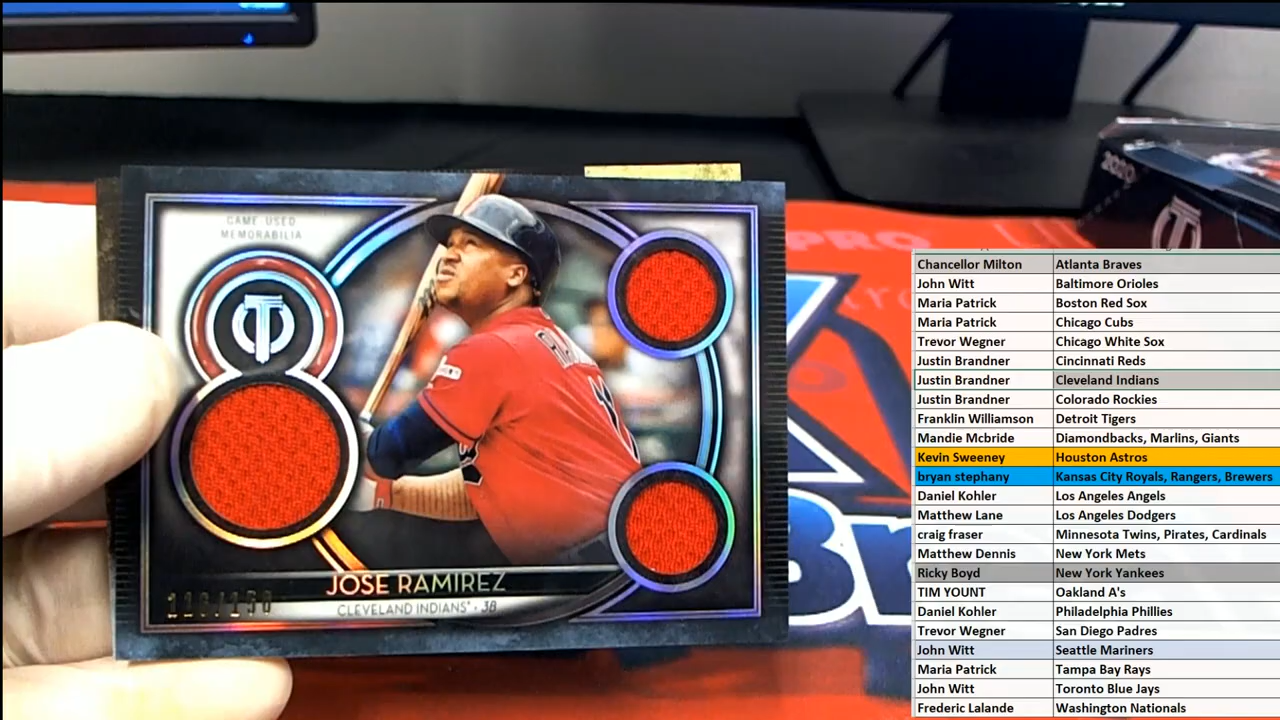 2020
PRO
GAME-USED
MEMORABILIA
JOSE RAMIREZ
CLEVELAND INDIANS® • 3B
Chancellor Milton Atlanta Braves
John Witt Baltimore Orioles
Maria Patrick Boston Red Sox
Maria Patrick Chicago Cubs
Trevor Wegner Chicago White Sox
Justin Brandner Cincinnati Reds
Justin Brandner Cleveland Indians
Justin Brandner Colorado Rockies
Franklin Williamson Detroit Tigers
Mandie Mcbride Diamondbacks, Marlins, Giants
Kevin Sweeney Houston Astros
bryan stephany Kansas City Royals, Rangers, Brewers
Daniel Kohler Los Angeles Angels
Matthew Lane Los Angeles Dodgers
craig fraser Minnesota Twins, Pirates, Cardinals
Matthew Dennis New York Mets
Ricky Boyd New York Yankees
TIM YOUNT Oakland A's
Daniel Kohler Philadelphia Phillies
Trevor Wegner San Diego Padres
John Witt Seattle Mariners
Maria Patrick Tampa Bay Rays
John Witt Toronto Blue Jays
Frederic Lalande Washington Nationals